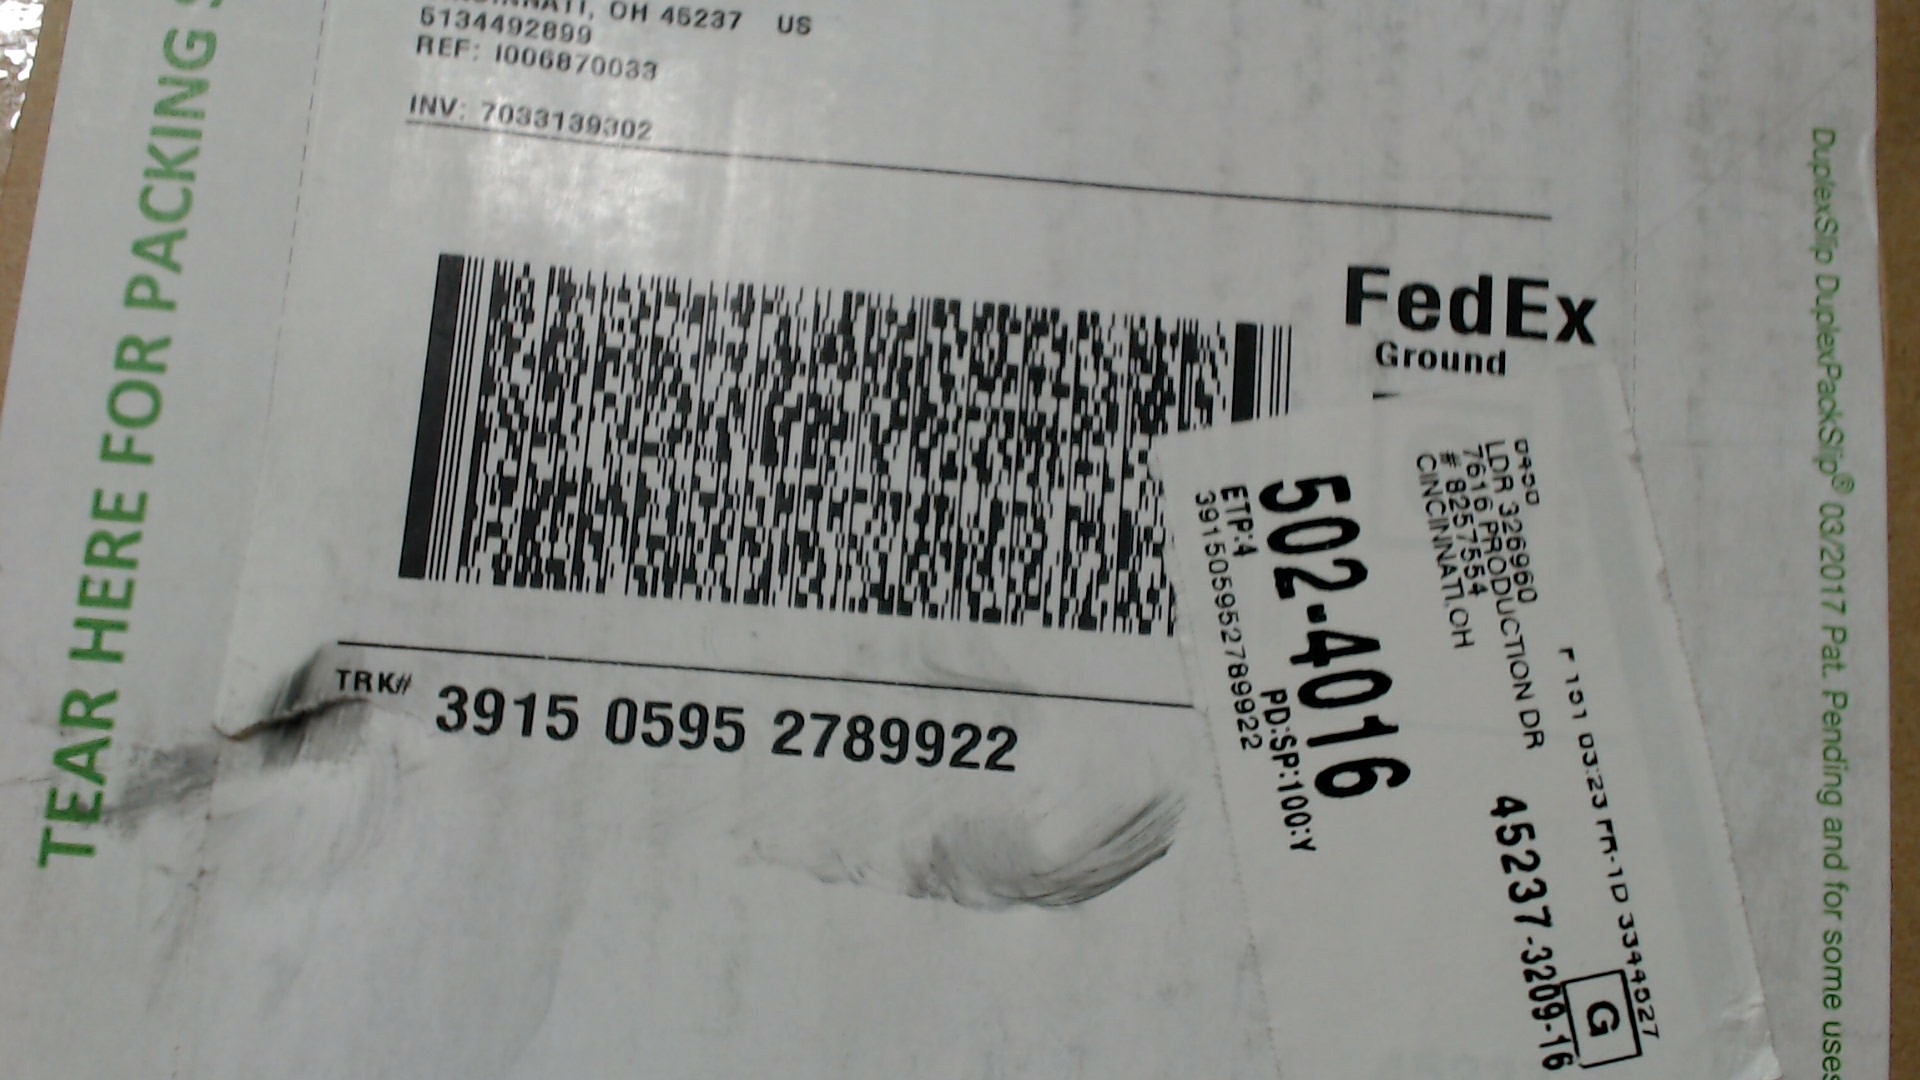 OH 45237 US
5134492899
REF: I006870033
INV: 7033139302
FedEx
Ground
TRK# 3915 0595 2789922
TEAR HERE FOR PACKING
0450
LDR 326960
7616 PRODUCTION DR
# 8257554
CINCINNATI,OH
502-4016
ETP:4 PD:SP:100:Y
391505952789922
45237-3209-16
G
DuplexSlip DuplexPackSlip® 03/2017 Pat. Pending and for some uses